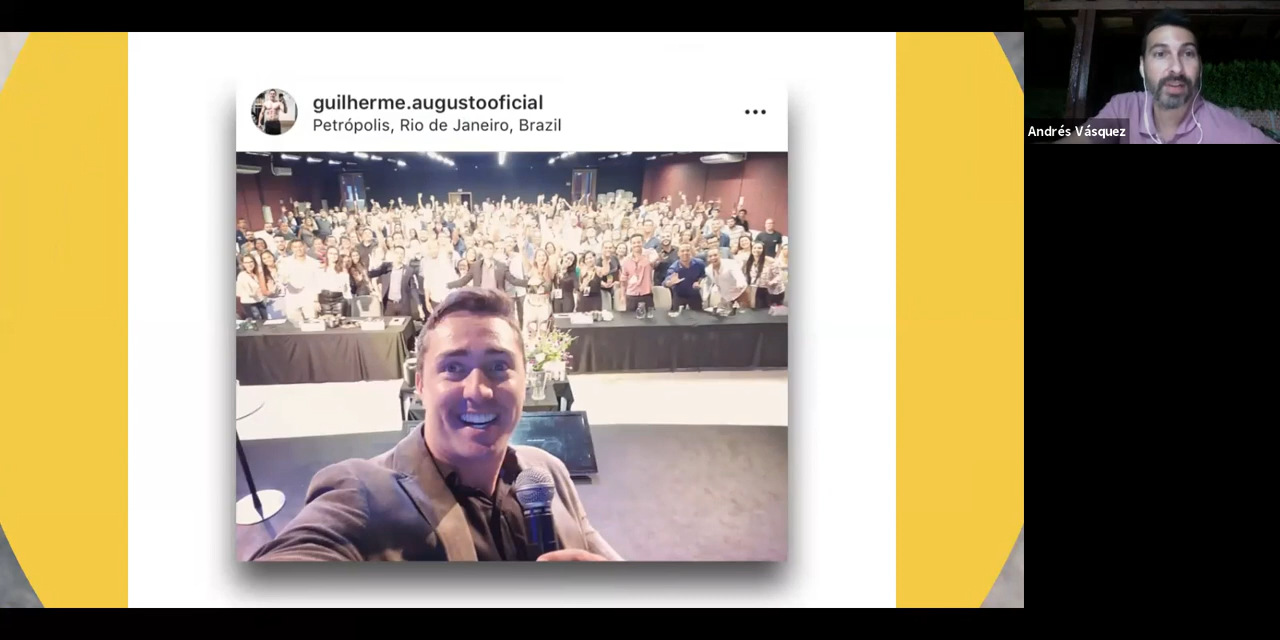 guilherme.augustooficial
Petrópolis, Rio de Janeiro, Brazil
Andrés Vásquez